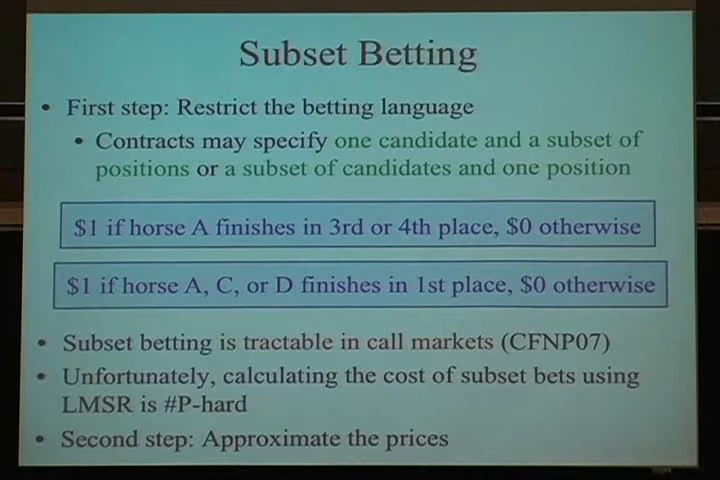 Subset Betting
• First step: Restrict the betting language
• Contracts may specify one candidate and a subset of
positions or a subset of candidates and one position
$1 if horse A finishes in 3rd or 4th place, $0 otherwise
$1 if horse A, C, or D finishes in 1st place, $0 otherwise
• Subset betting is tractable in call markets (CFNP07)
• Unfortunately, calculating the cost of subset bets using
LMSR is #P-hard
• Second step: Approximate the prices